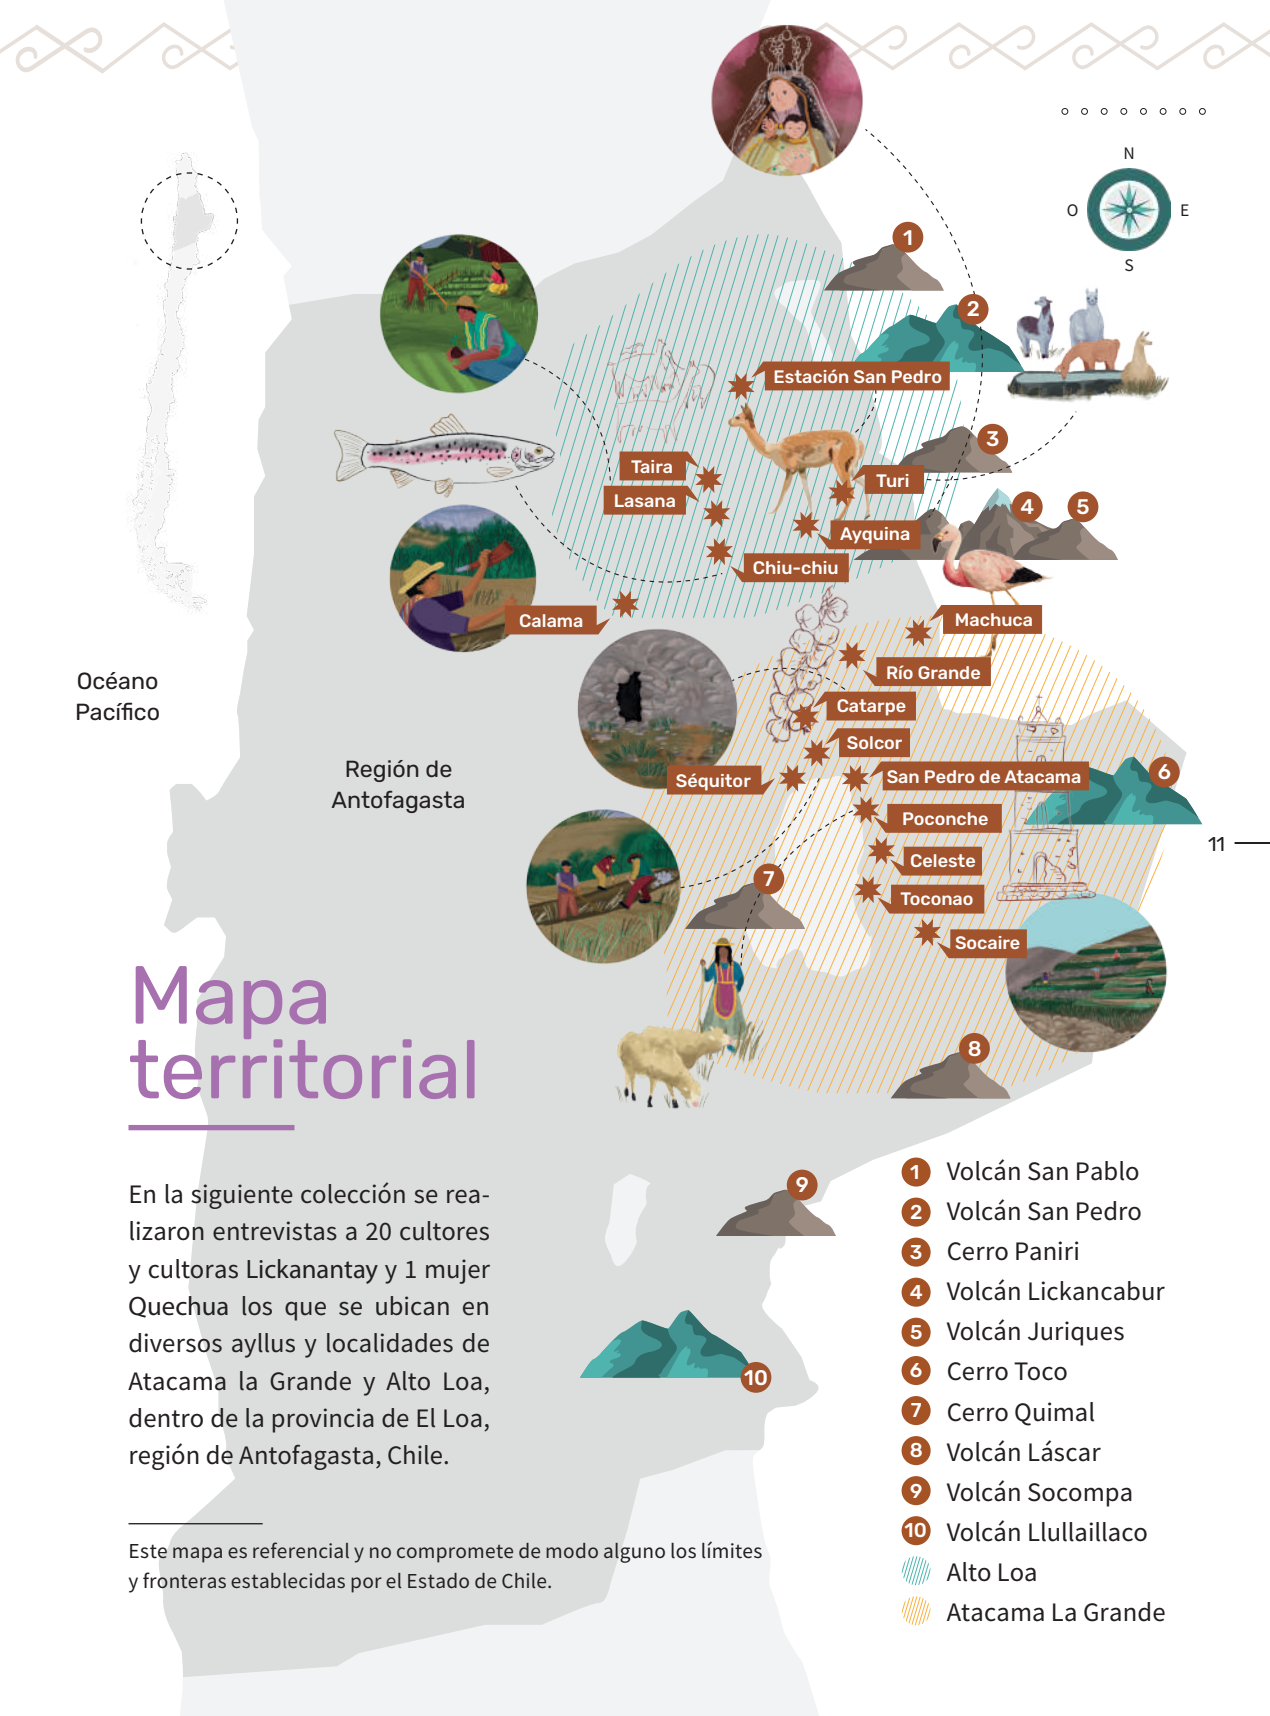 N
O
E
S
1
2
Estación San Pedro
3
Taira
Turi
Lasana
4
5
Ayquina
Chiu-chiu
Calama
Machuca
Río Grande
Océano
Pacífico
Catarpe
Solcor
Región de
Antofagasta
Séquitor
San Pedro de Atacama
6
Poconche
11
Celeste
7
Toconao
Socaire
8
Mapa
territorial
En la siguiente colección se rea-
lizaron entrevistas a 20 cultores
y cultoras Lickanantay y 1 mujer
Quechua los que se ubican en
diversos ayllus y localidades de
Atacama la Grande y Alto Loa,
dentro de la provincia de El Loa,
región de Antofagasta, Chile.
9
10
1 Volcán San Pablo
2 Volcán San Pedro
3 Cerro Paniri
4 Volcán Lickancabur
5 Volcán Juriques
6 Cerro Toco
7 Cerro Quimal
8 Volcán Láscar
9 Volcán Socompa
10 Volcán Llullaillaco
Alto Loa
Atacama La Grande
Este mapa es referencial y no compromete de modo alguno los límites
y fronteras establecidas por el Estado de Chile.